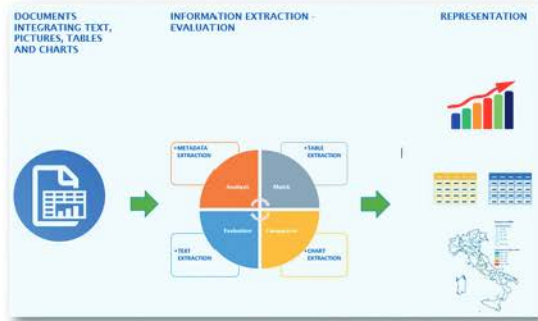 DOCUMENTS
INTEGRATING TEXT,
PICTURES, TABLES
AND CHARTS
INFORMATION EXTRACTION -
EVALUATION
REPRESENTATION
•METADATA
EXTRACTION
•TABLE
EXTRACTION
Analysis
Match
Evaluation
Comparison
•TEXT
EXTRACTION
•CHART
EXTRACTION